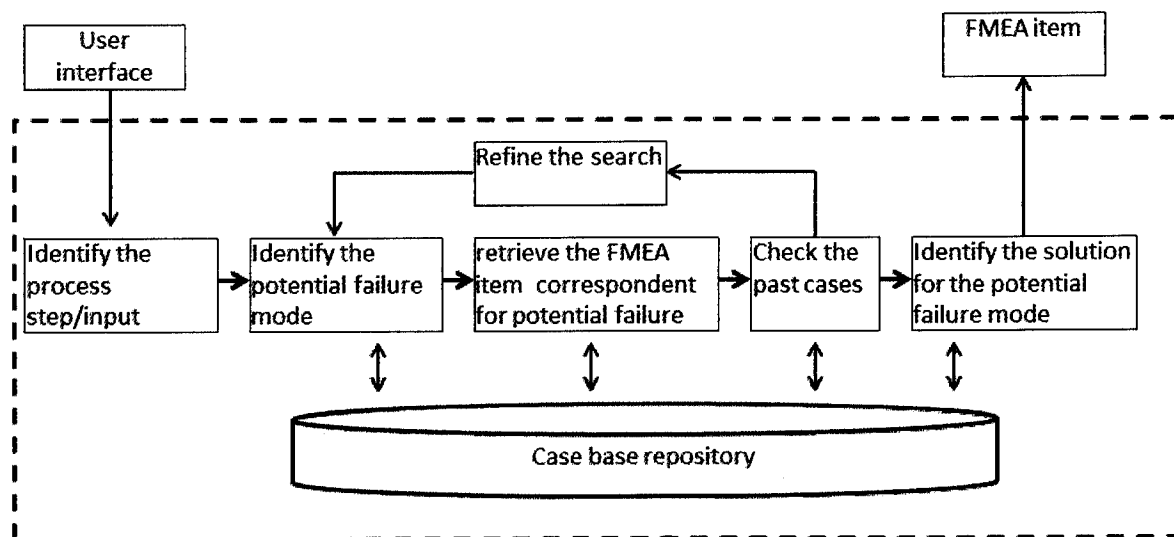 User
interface
FMEA item
Refine the search
Identify the
process
step/input
Identify the
potential failure
mode
retrieve the FMEA
item correspondent
for potential failure
Check the
past cases
Identify the solution
for the potential
failure mode
Case base repository